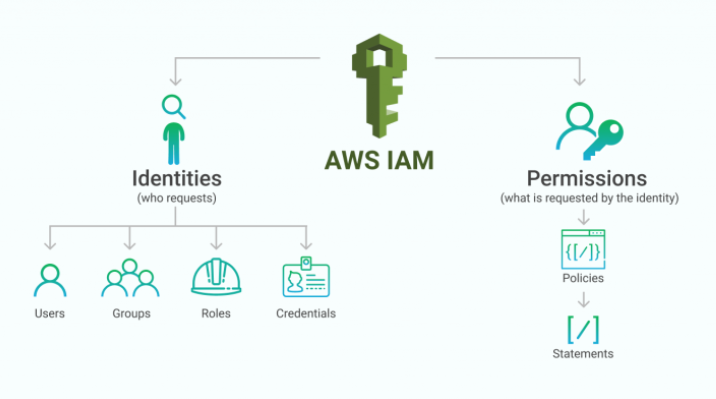 AWS IAM
Identities
(who requests)
Users
Groups
Roles
Credentials
Permissions
(what is requested by the identity)
{[/]}
Policies
[/]
Statements